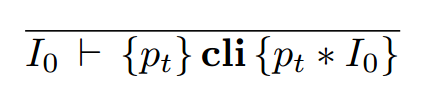 I₀ ⊢ {pₜ} cli {pₜ * I₀}